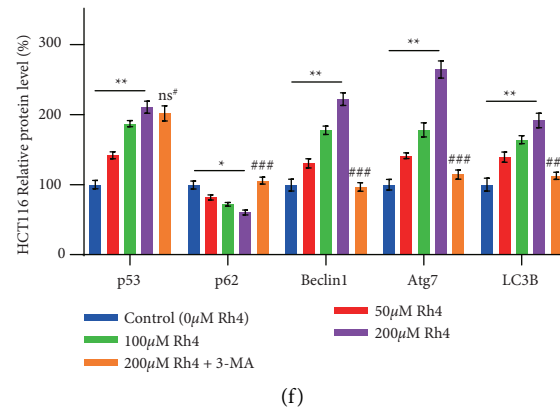 HCT116 Relative protein level (%)
300
200
100
0
**
ns#
*
###
**
###
**
###
**
##
p53 p62 Beclin1 Atg7 LC3B
Control (0μM Rh4) 50μM Rh4
100μM Rh4 200μM Rh4
200μM Rh4 + 3-MA
(f)